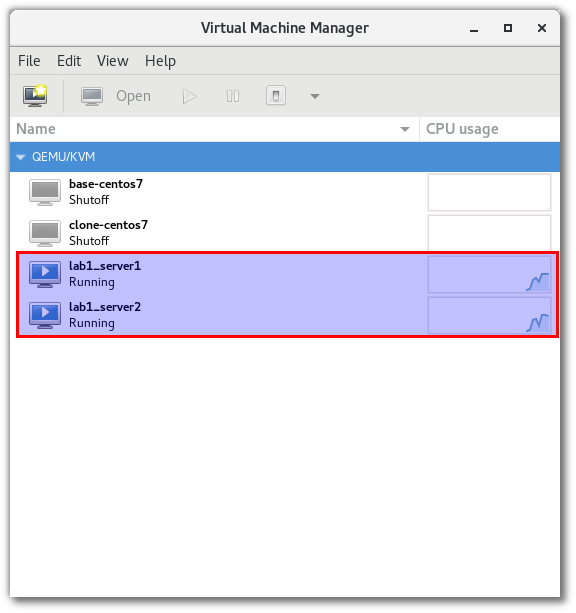 Virtual Machine Manager
File Edit View Help
Open
Name CPU usage
QEMU/KVM
base-centos7
Shutoff
clone-centos7
Shutoff
lab1_server1
Running
lab1_server2
Running